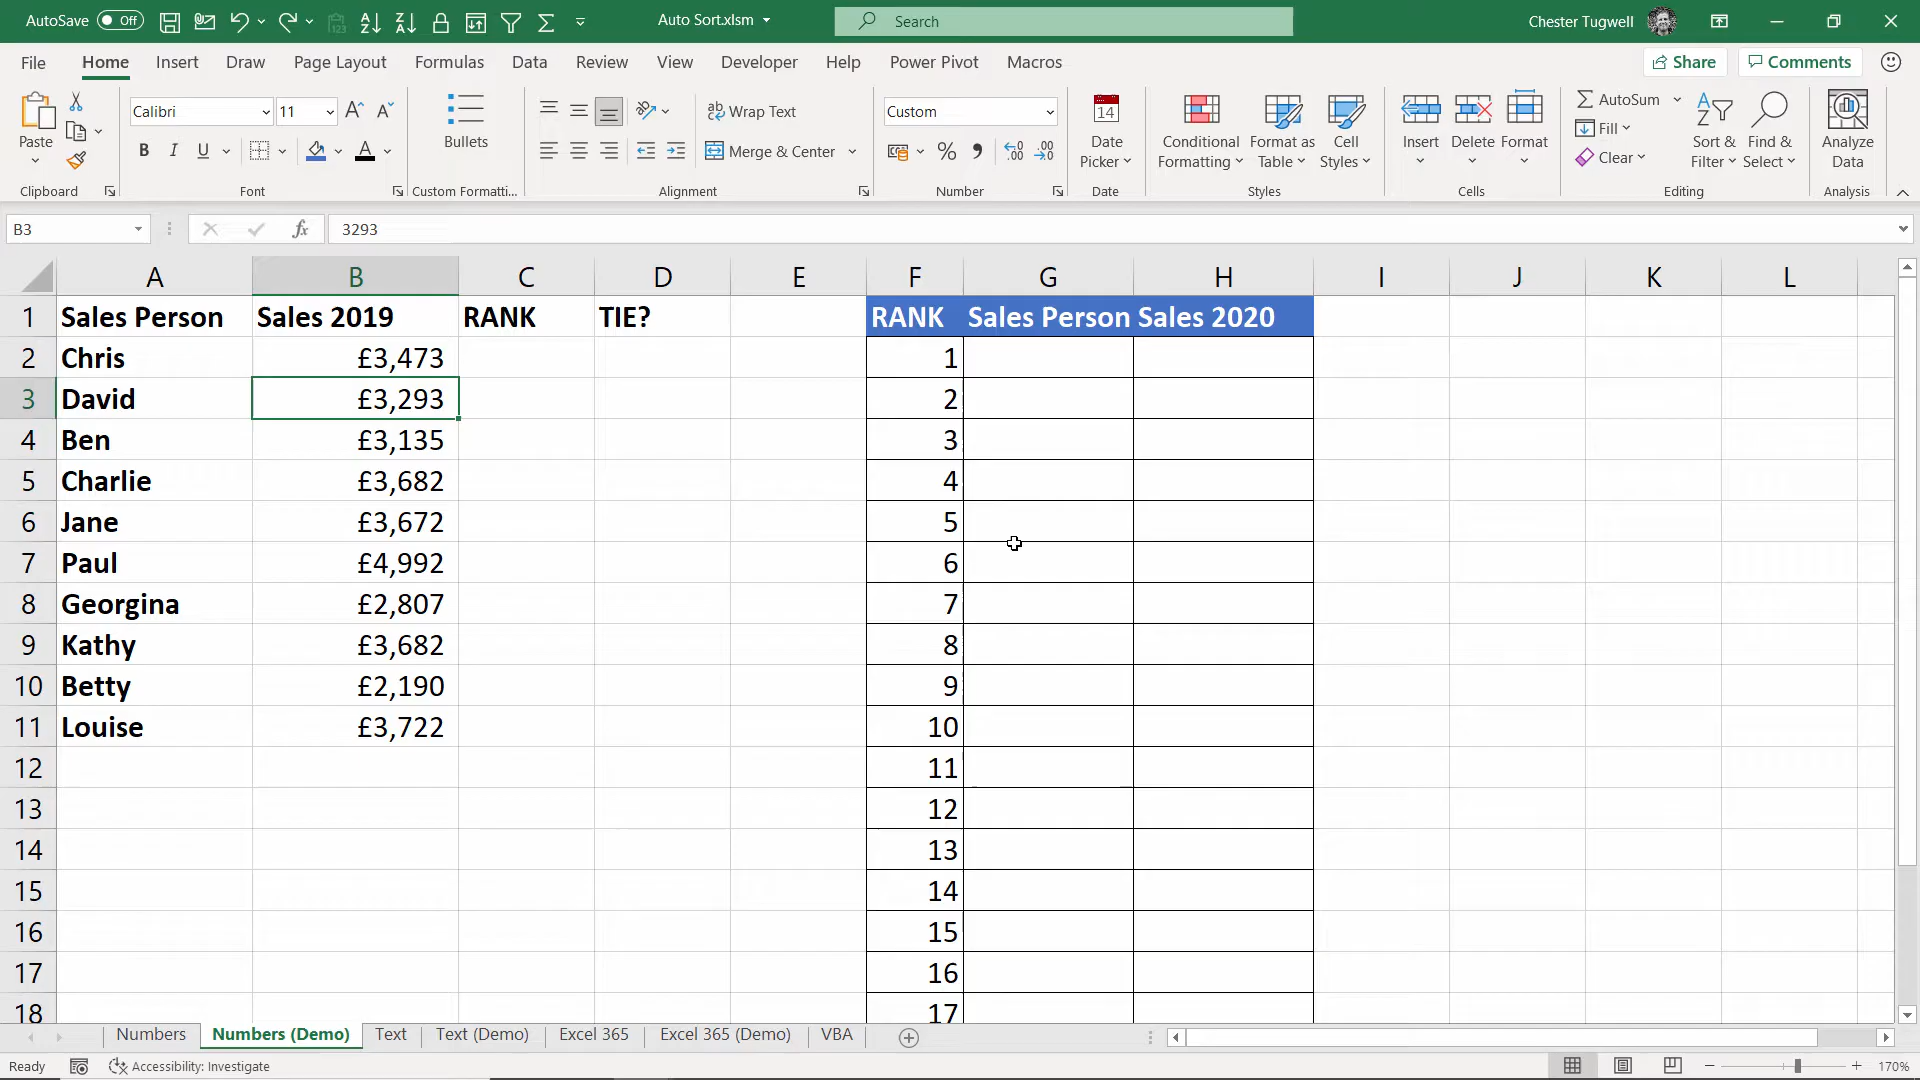 AutoSave Off Auto Sort.xlsm Search Chester Tugwell
File Home Insert Draw Page Layout Formulas Data Review View Developer Help Power Pivot Macros Share Comments
Paste Calibri 11 Bullets Wrap Text Custom 14 Date Picker Conditional Formatting Format as Table Cell Styles Insert Delete Format AutoSum Sort & Filter Find & Select Analyze Data
B I U A Merge & Center % Fill Clear
Clipboard Font Custom Formatti... Alignment Number Date Styles Cells Editing Analysis
B3 fx 3293
A B C D E F G H I J K L
1 Sales Person Sales 2019 RANK TIE? RANK Sales Person Sales 2020
2 Chris £3,473 1
3 David £3,293 2
4 Ben £3,135 3
5 Charlie £3,682 4
6 Jane £3,672 5
7 Paul £4,992 6
8 Georgina £2,807 7
9 Kathy £3,682 8
10 Betty £2,190 9
11 Louise £3,722 10
12 11
13 12
14 13
15 14
16 15
17 16
18 17
Numbers Numbers (Demo) Text Text (Demo) Excel 365 Excel 365 (Demo) VBA
Ready Accessibility: Investigate 170%